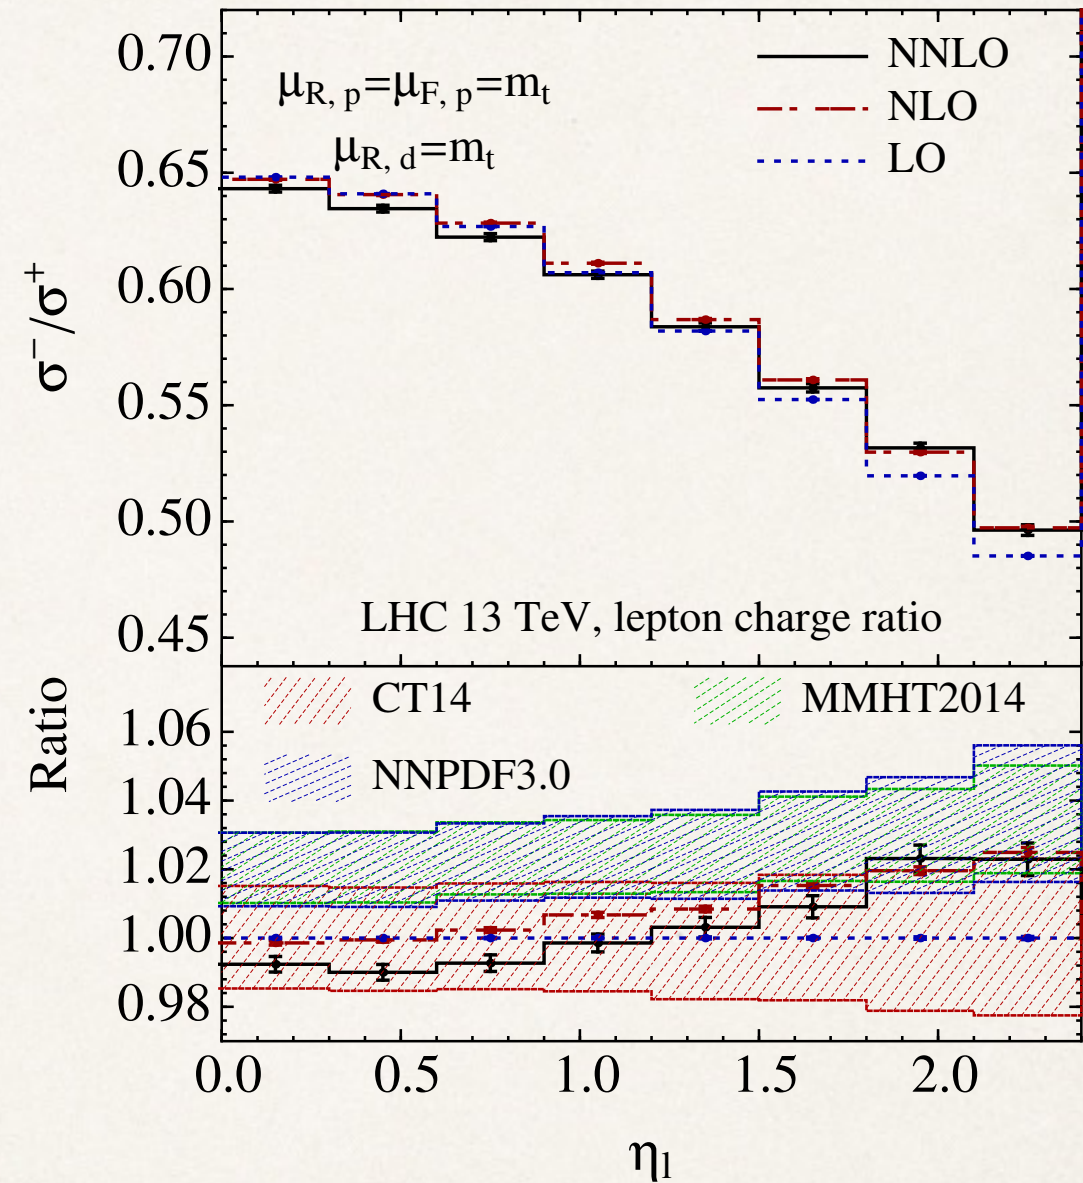 μR, p=μF, p=mt
μR, d=mt
NNLO
NLO
LO
0.70
0.65
0.60
0.55
0.50
0.45
σ−/σ+
LHC 13 TeV, lepton charge ratio
CT14
MMHT2014
NNPDF3.0
Ratio
1.06
1.04
1.02
1.00
0.98
0.0 0.5 1.0 1.5 2.0
ηl